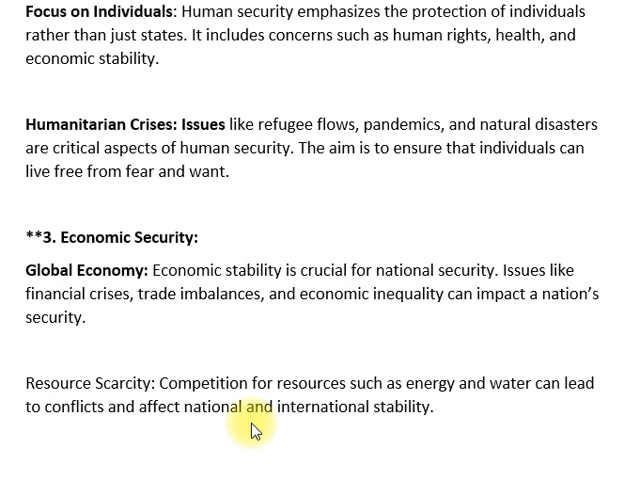 Focus on Individuals: Human security emphasizes the protection of individuals
rather than just states. It includes concerns such as human rights, health, and
economic stability.
Humanitarian Crises: Issues like refugee flows, pandemics, and natural disasters
are critical aspects of human security. The aim is to ensure that individuals can
live free from fear and want.
**3. Economic Security:
Global Economy: Economic stability is crucial for national security. Issues like
financial crises, trade imbalances, and economic inequality can impact a nation’s
security.
Resource Scarcity: Competition for resources such as energy and water can lead
to conflicts and affect national and international stability.